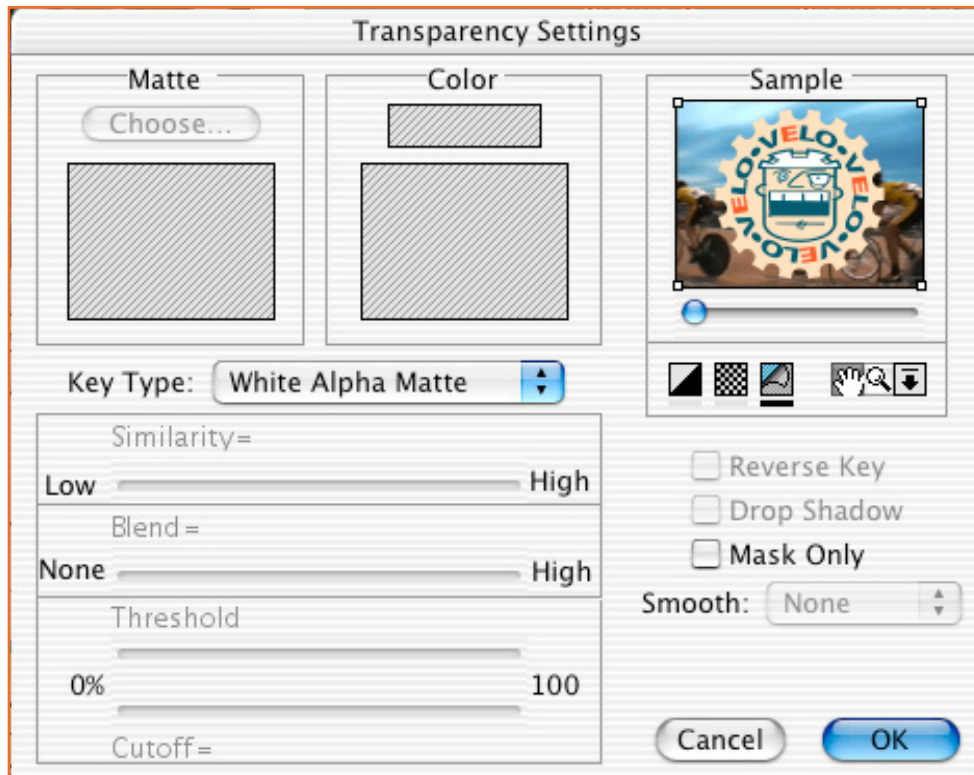 Transparency Settings
Matte
Choose...
Color
Sample
VELO•VELO•VELO•VELO•
Key Type: White Alpha Matte
Similarity=
Low High
Blend =
None High
Threshold
0% 100
Cutoff =
Reverse Key
Drop Shadow
Mask Only
Smooth: None
Cancel OK